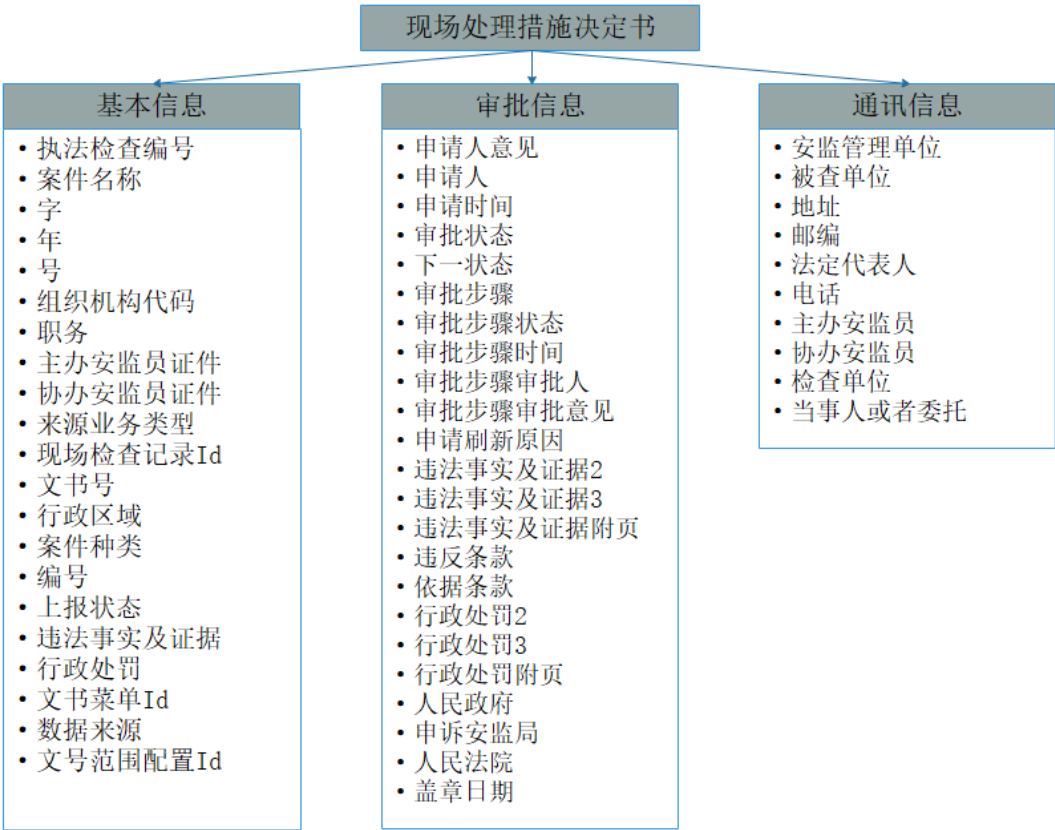 现场处理措施决定书
基本信息
• 执法检查编号
• 案件名称
• 字
• 年
• 号
• 组织机构代码
• 职务
• 主办安监员证件
• 协办安监员证件
• 来源业务类型
• 现场检查记录Id
• 文书号
• 行政区域
• 案件种类
• 编号
• 上报状态
• 违法事实及证据
• 行政处罚
• 文书菜单Id
• 数据来源
• 文号范围配置Id
审批信息
• 申请人意见
• 申请人
• 申请时间
• 审批状态
• 下一状态
• 审批步骤
• 审批步骤状态
• 审批步骤时间
• 审批步骤审批人
• 审批步骤审批意见
• 申请刷新原因
• 违法事实及证据2
• 违法事实及证据3
• 违法事实及证据附页
• 违反条款
• 依据条款
• 行政处罚2
• 行政处罚3
• 行政处罚附页
• 人民政府
• 申诉安监局
• 人民法院
• 盖章日期
通讯信息
• 安监管理单位
• 被查单位
• 地址
• 邮编
• 法定代表人
• 电话
• 主办安监员
• 协办安监员
• 检查单位
• 当事人或者委托